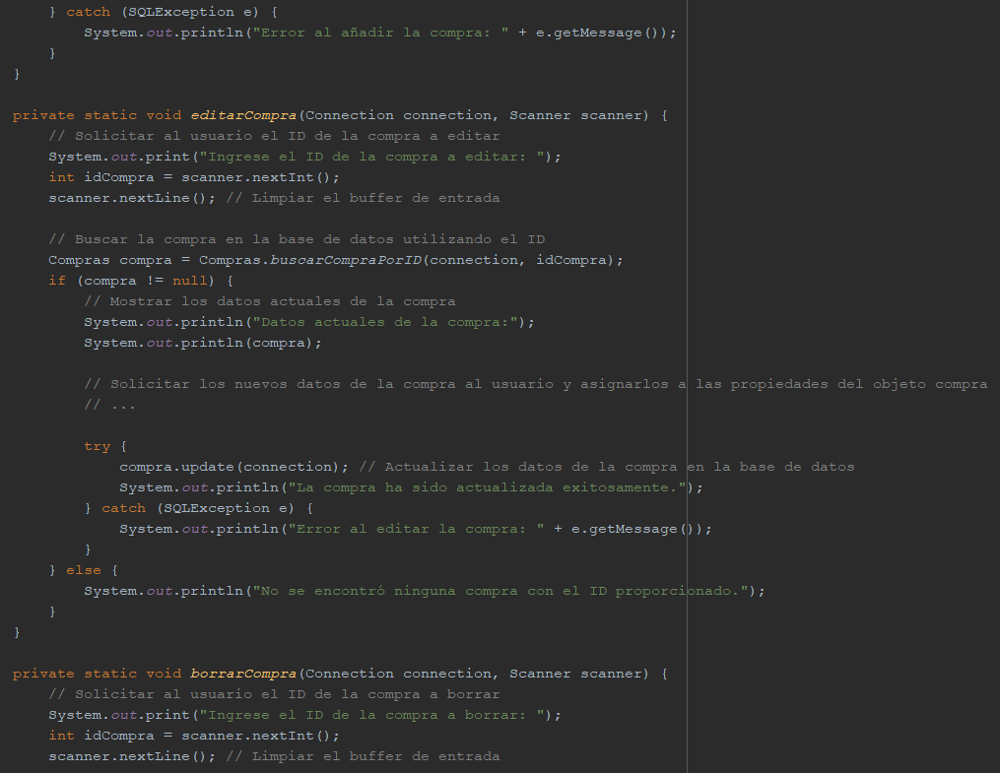 } catch (SQLException e) {
        System.out.println("Error al añadir la compra: " + e.getMessage());
    }
}

private static void editarCompra(Connection connection, Scanner scanner) {
    // Solicitar al usuario el ID de la compra a editar
    System.out.print("Ingrese el ID de la compra a editar: ");
    int idCompra = scanner.nextInt();
    scanner.nextLine(); // Limpiar el buffer de entrada

    // Buscar la compra en la base de datos utilizando el ID
    Compras compra = Compras.buscarCompraPorID(connection, idCompra);
    if (compra != null) {
        // Mostrar los datos actuales de la compra
        System.out.println("Datos actuales de la compra:");
        System.out.println(compra);

        // Solicitar los nuevos datos de la compra al usuario y asignarlos a las propiedades del objeto compra
        // ...

        try {
            compra.update(connection); // Actualizar los datos de la compra en la base de datos
            System.out.println("La compra ha sido actualizada exitosamente.");
        } catch (SQLException e) {
            System.out.println("Error al editar la compra: " + e.getMessage());
        }
    } else {
        System.out.println("No se encontró ninguna compra con el ID proporcionado.");
    }
}

private static void borrarCompra(Connection connection, Scanner scanner) {
    // Solicitar al usuario el ID de la compra a borrar
    System.out.print("Ingrese el ID de la compra a borrar: ");
    int idCompra = scanner.nextInt();
    scanner.nextLine(); // Limpiar el buffer de entrada